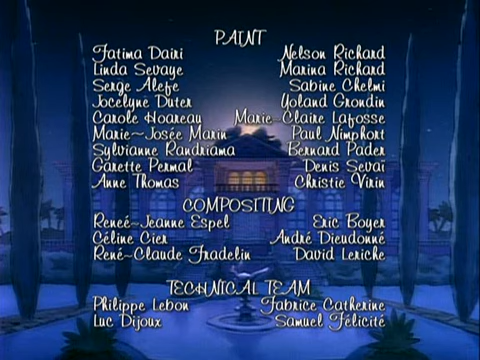 PAINT
Fatima Dairi Nelson Richard
Linda Sevaye Marina Richard
Serge Alefe Sabine Chelmi
Jocelyne Duter Yoland Grondin
Carole Hoareau Marie-Claire Lafosse
Marie-Josée Marin Paul Nimphort
Sylvianne Randriama Bernard Pader
Garette Permal Denis Sevaï
Anne Thomas Christie Virin
COMPOSITING
Reneé-Jeanne Espel Eric Boyer
Céline Cier André Dieudonné
René-Claude Fradelin David Leriche
TECHNICAL TEAM
Philippe Lebon Fabrice Catherine
Luc Dijoux Samuel Félicité